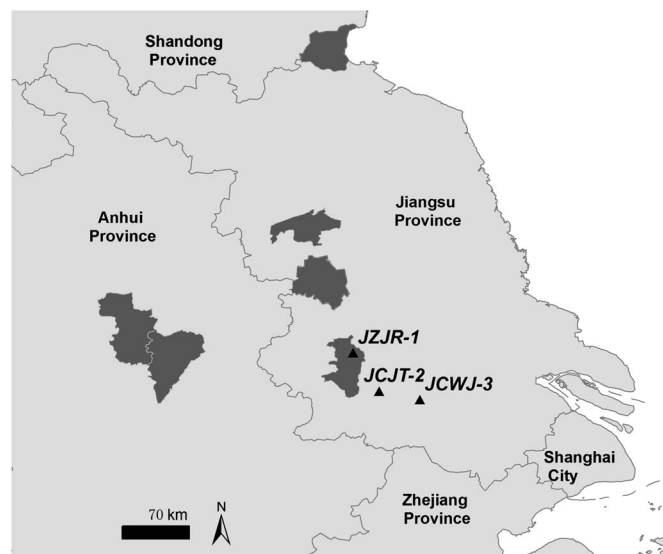 Shandong
Province
Jiangsu
Province
Anhui
Province
JZJR-1
JCJT-2
JCWJ-3
Shanghai
City
Zhejiang
Province
70 km
N